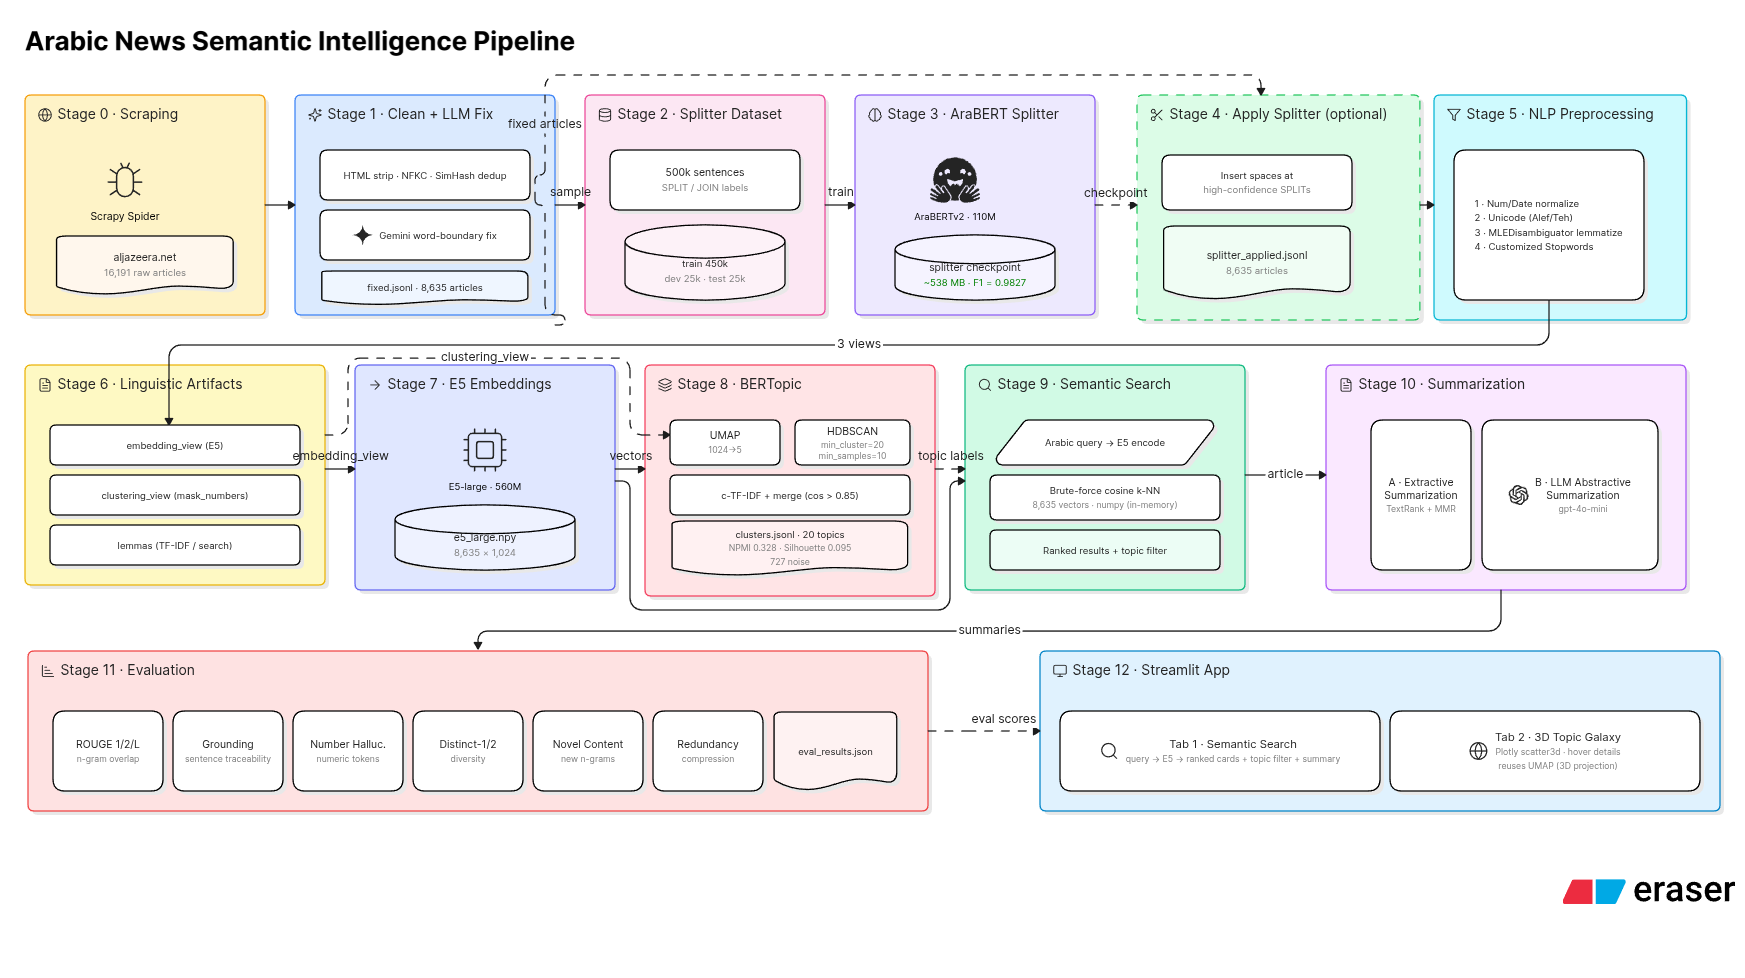 Arabic News Semantic Intelligence Pipeline
Stage 0 · Scraping
Scrapy Spider
aljazeera.net
16,191 raw articles
Stage 1 · Clean + LLM Fix
fixed articles
HTML strip · NFKC · SimHash dedup
Gemini word-boundary fix
fixed.jsonl · 8,635 articles
sample
Stage 2 · Splitter Dataset
500k sentences
SPLIT / JOIN labels
train 450k
dev 25k · test 25k
train
Stage 3 · AraBERT Splitter
AraBERTv2 · 110M
splitter checkpoint
~538 MB · F1 = 0.9827
checkpoint
Stage 4 · Apply Splitter (optional)
Insert spaces at
high-confidence SPLITs
splitter_applied.jsonl
8,635 articles
Stage 5 · NLP Preprocessing
1 · Num/Date normalize
2 · Unicode (Alef/Teh)
3 · MLEDisambiguator lemmatize
4 · Customized Stopwords
3 views
Stage 6 · Linguistic Artifacts
embedding_view (E5)
clustering_view (mask_numbers)
lemmas (TF-IDF / search)
clustering_view
embedding_view
Stage 7 · E5 Embeddings
E5-large · 560M
e5_large.npy
8,635 × 1,024
vectors
Stage 8 · BERTopic
UMAP
1024→5
HDBSCAN
min_cluster=20
min_samples=10
c-TF-IDF + merge (cos > 0.85)
clusters.jsonl · 20 topics
NPMI 0.328 · Silhouette 0.095
727 noise
topic labels
Stage 9 · Semantic Search
Arabic query → E5 encode
Brute-force cosine k-NN
8,635 vectors · numpy (in-memory)
Ranked results + topic filter
article
Stage 10 · Summarization
A · Extractive
Summarization
TextRank + MMR
B · LLM Abstractive
Summarization
gpt-4o-mini
summaries
Stage 11 · Evaluation
ROUGE 1/2/L
n-gram overlap
Grounding
sentence traceability
Number Halluc.
numeric tokens
Distinct-1/2
diversity
Novel Content
new n-grams
Redundancy
compression
eval_results.json
eval scores
Stage 12 · Streamlit App
Tab 1 · Semantic Search
query → E5 → ranked cards + topic filter + summary
Tab 2 · 3D Topic Galaxy
Plotly scatter3d · hover details
reuses UMAP (3D projection)
eraser